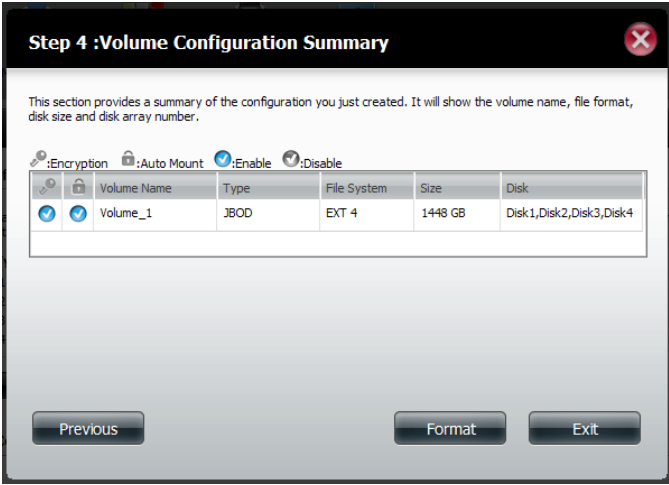 Step 4 :Volume Configuration Summary
This section provides a summary of the configuration you just created. It will show the volume name, file format,
disk size and disk array number.
:Encryption :Auto Mount :Enable :Disable
Volume Name Type File System Size Disk
Volume_1 JBOD EXT 4 1448 GB Disk1,Disk2,Disk3,Disk4
Previous Format Exit